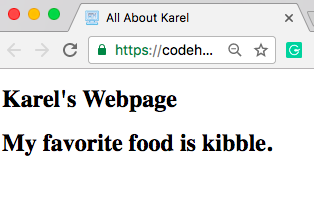 All About Karel
https://codeh...
Karel's Webpage
My favorite food is kibble.